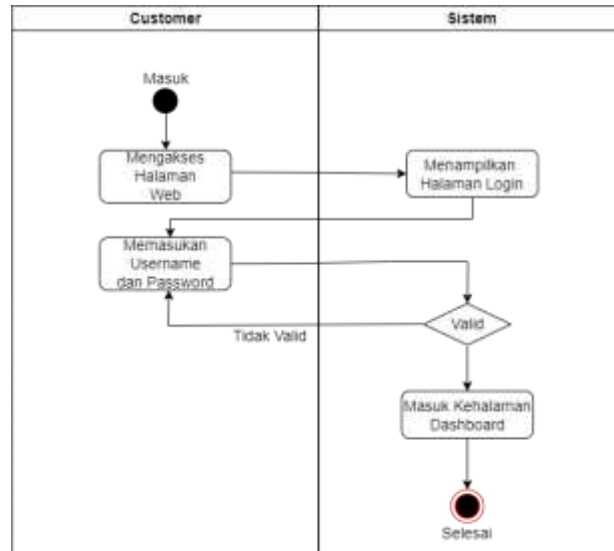 Customer
Sistem
Masuk
Mengakses
Halaman
Web
Menampilkan
Halaman Login
Memasukan
Username
dan Password
Valid
Tidak Valid
Masuk Kehalaman
Dashboard
Selesai